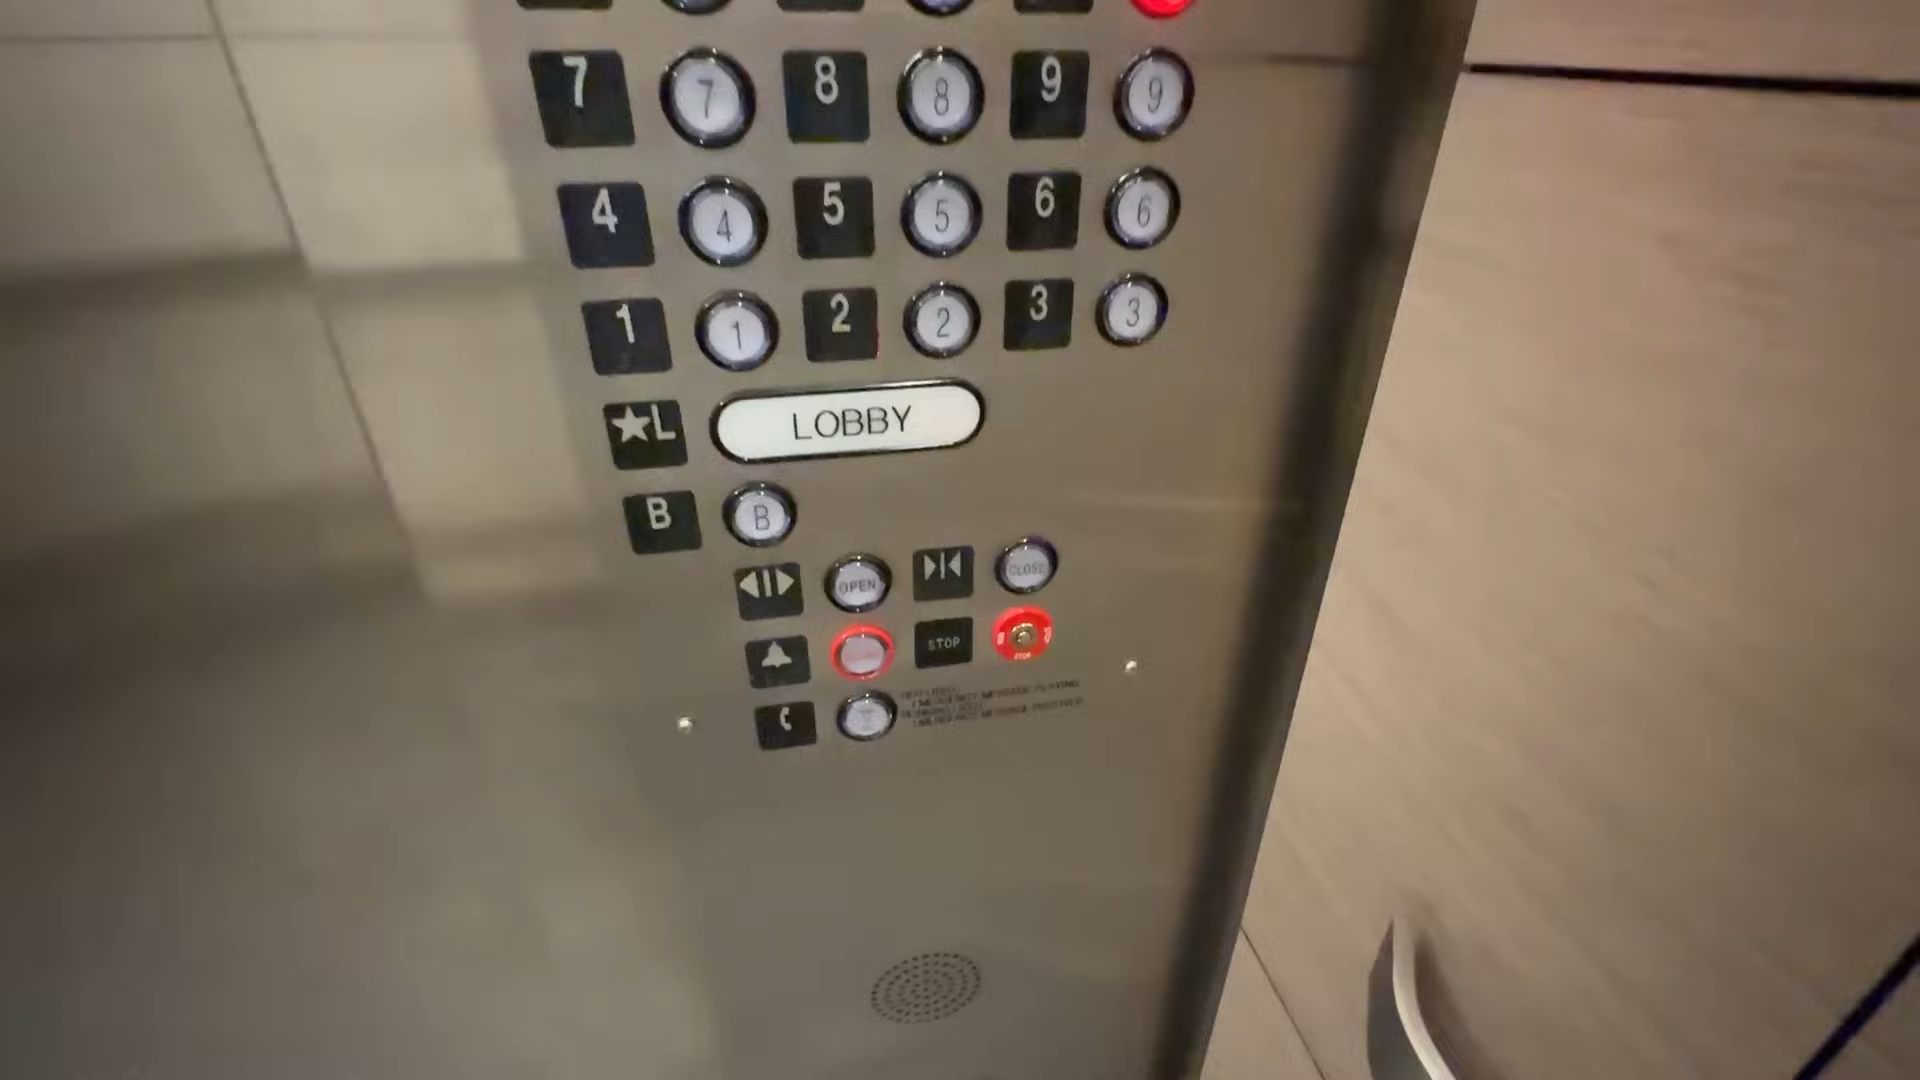 7 7 8 8 9 9
4 4 5 5 6 6
1 1 2 2 3 3
★L LOBBY
B B
OPEN CLOSE
STOP STOP